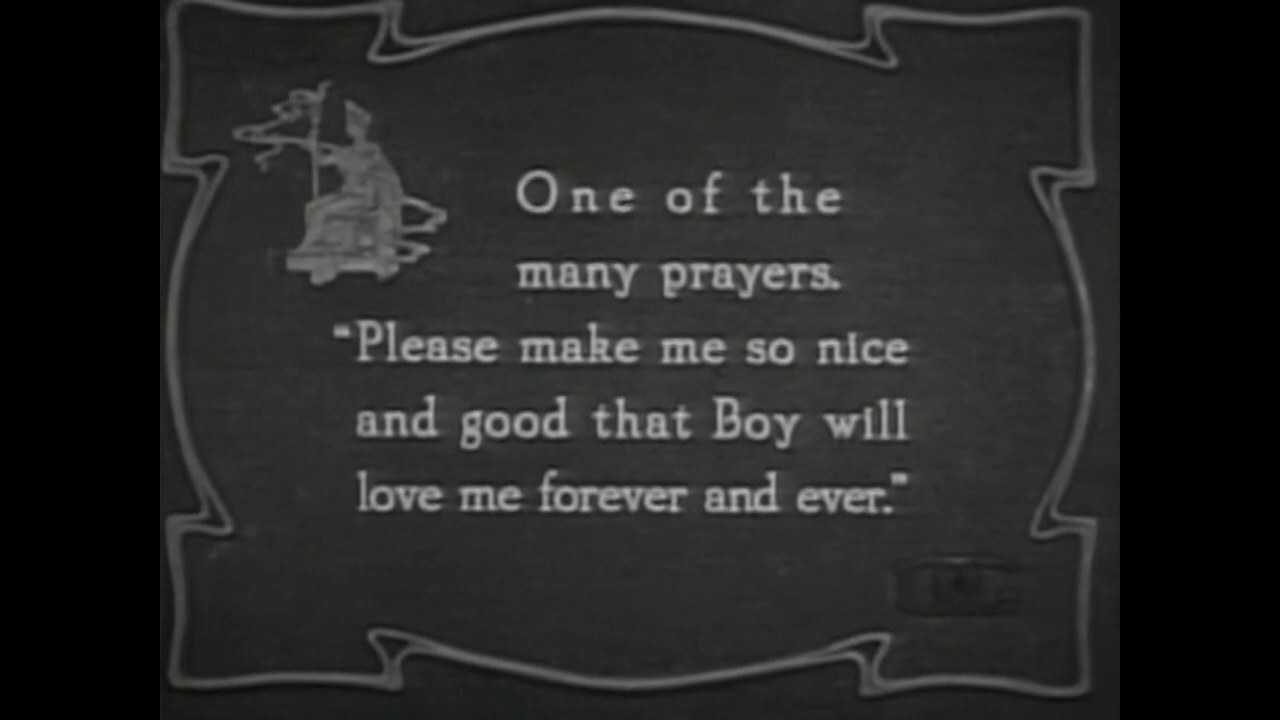 One of the
many prayers.
"Please make me so nice
and good that Boy will
love me forever and ever."